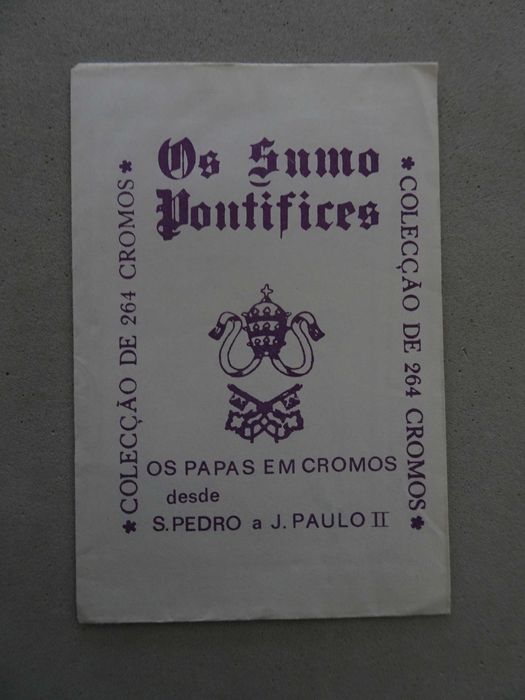 Os Sumo
Pontifices
* COLECÇÃO DE 264 CROMOS *
* COLECÇÃO DE 264 CROMOS *
OS PAPAS EM CROMOS
desde
S. PEDRO a J. PAULO II